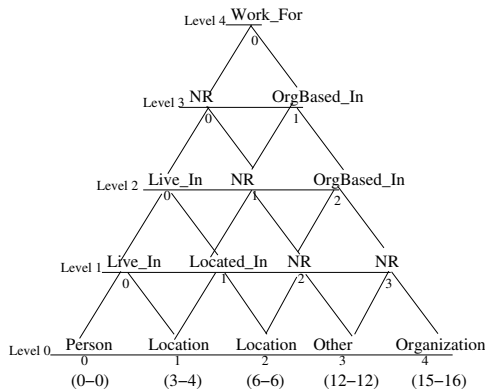 Level 4 Work_For
0
Level 3 NR OrgBased_In
0 1
Level 2 Live_In NR OrgBased_In
0 1 2
Level 1 Live_In Located_In NR NR
0 1 2 3
Level 0 Person Location Location Other Organization
0 1 2 3 4
(0–0) (3–4) (6–6) (12–12) (15–16)